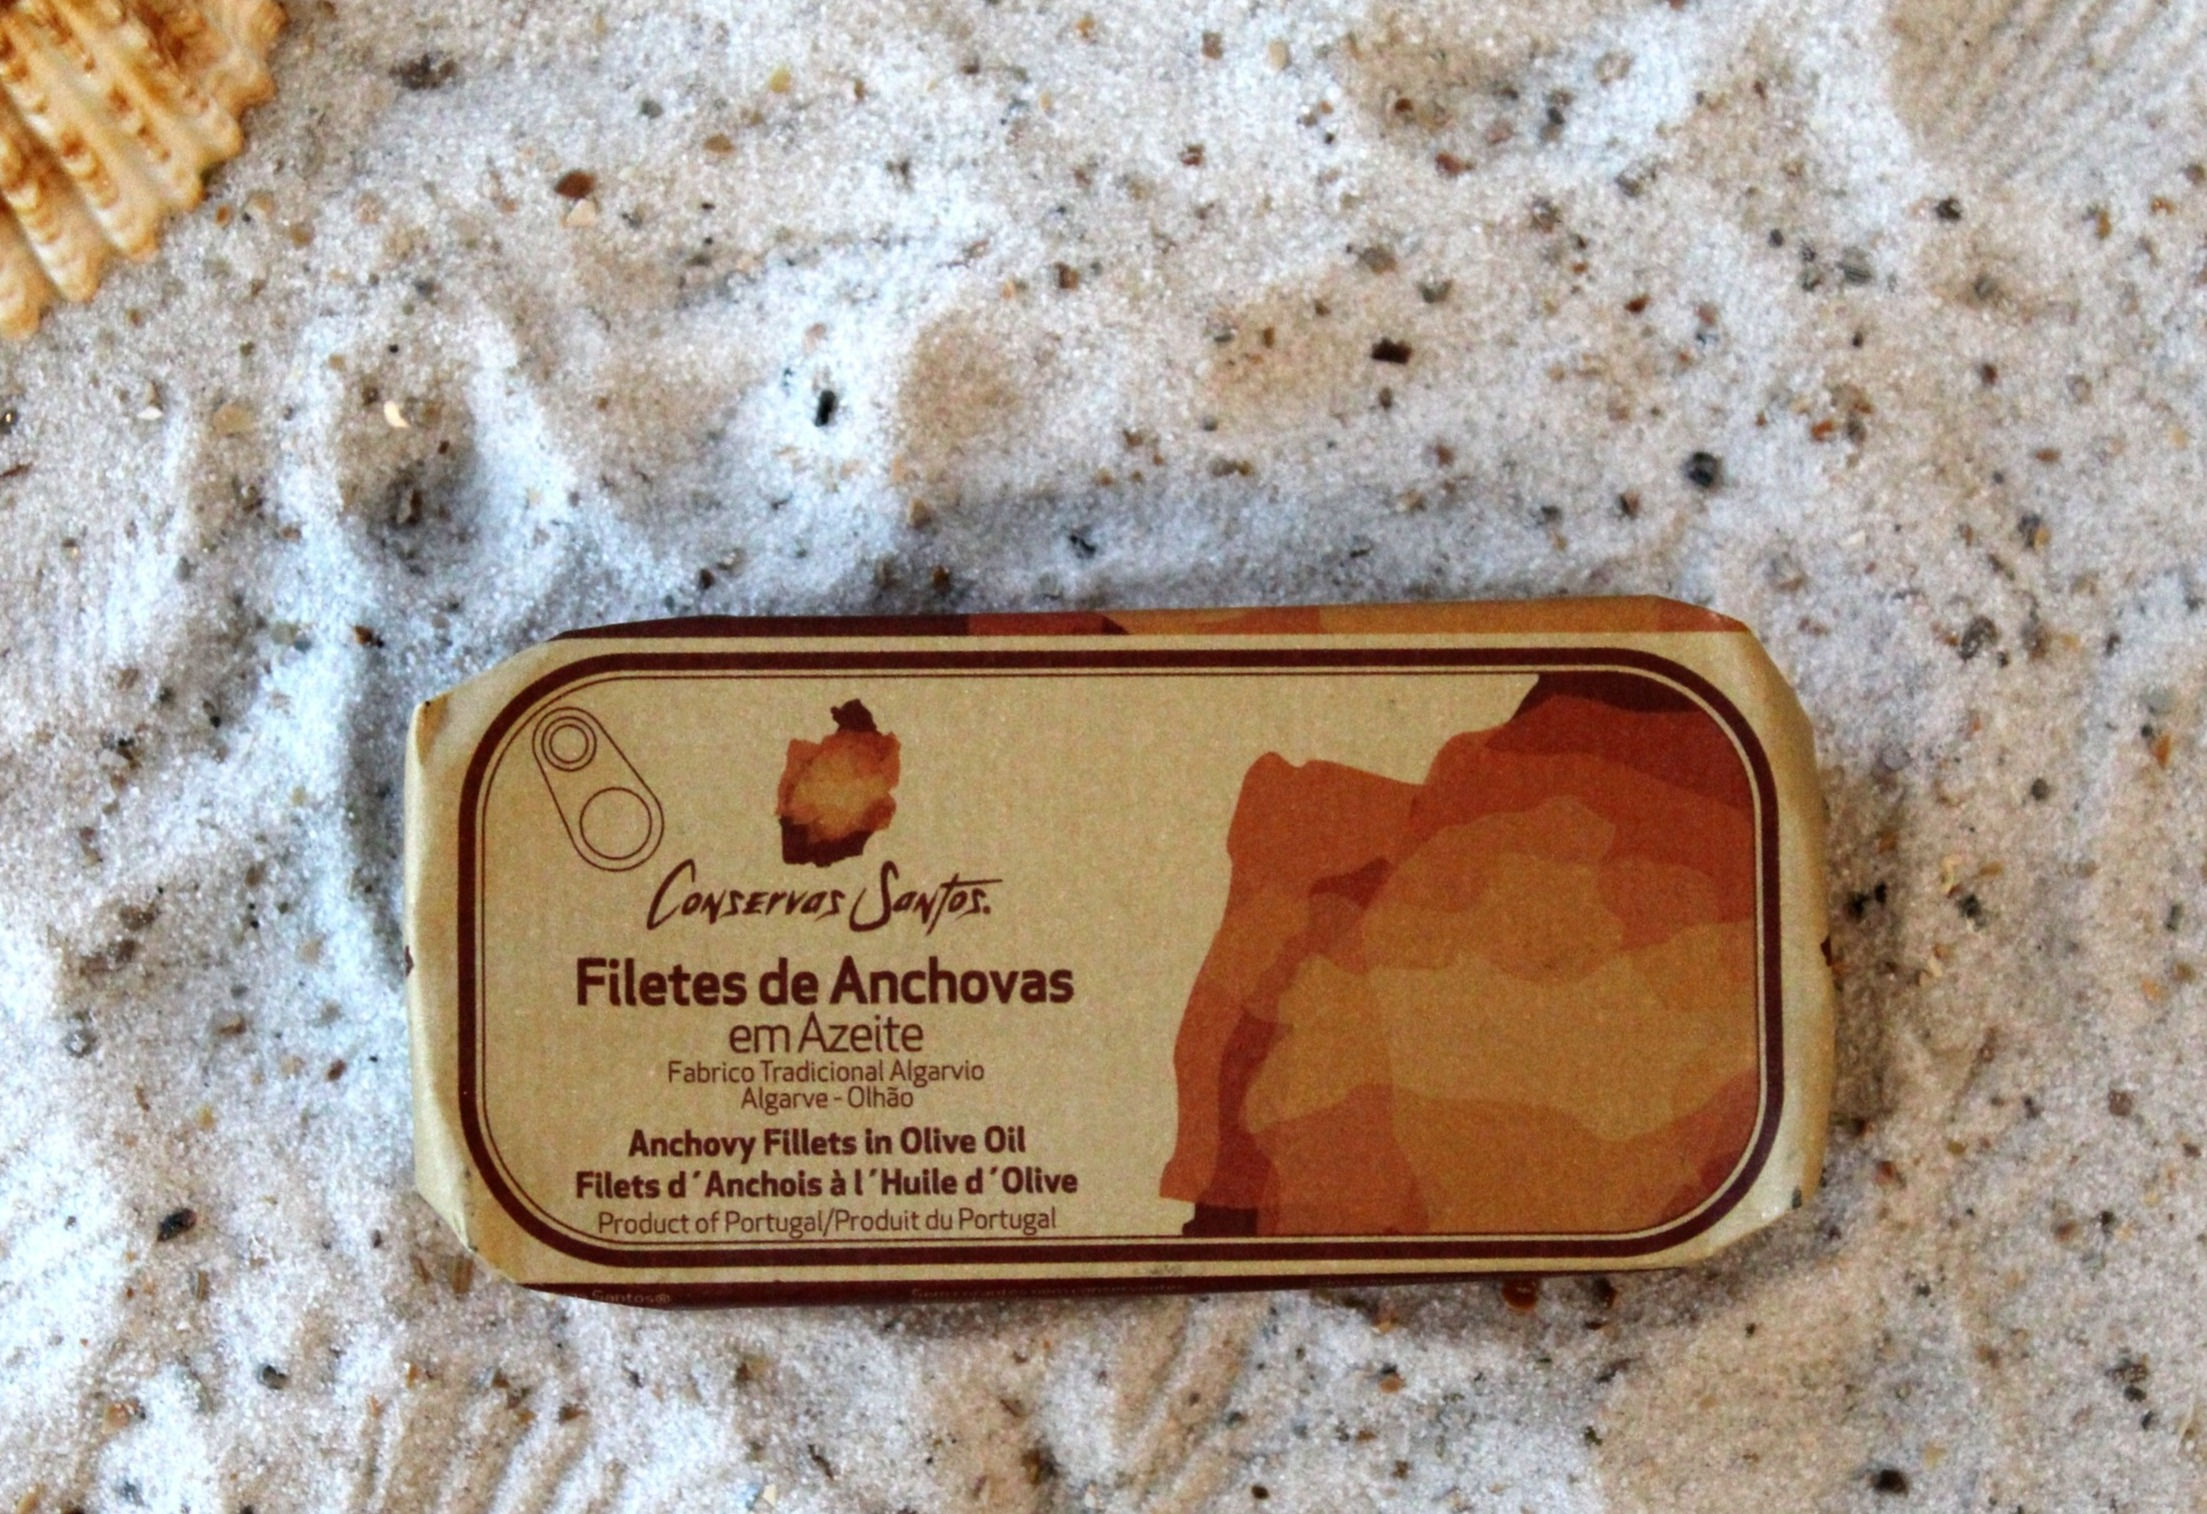 Conservas Santos.
Filetes de Anchovas
em Azeite
Fabrico Tradicional Algarvio
Algarve - Olhão
Anchovy Fillets in Olive Oil
Filets d´Anchois à l´Huile d´Olive
Product of Portugal/Produit du Portugal
Santos®